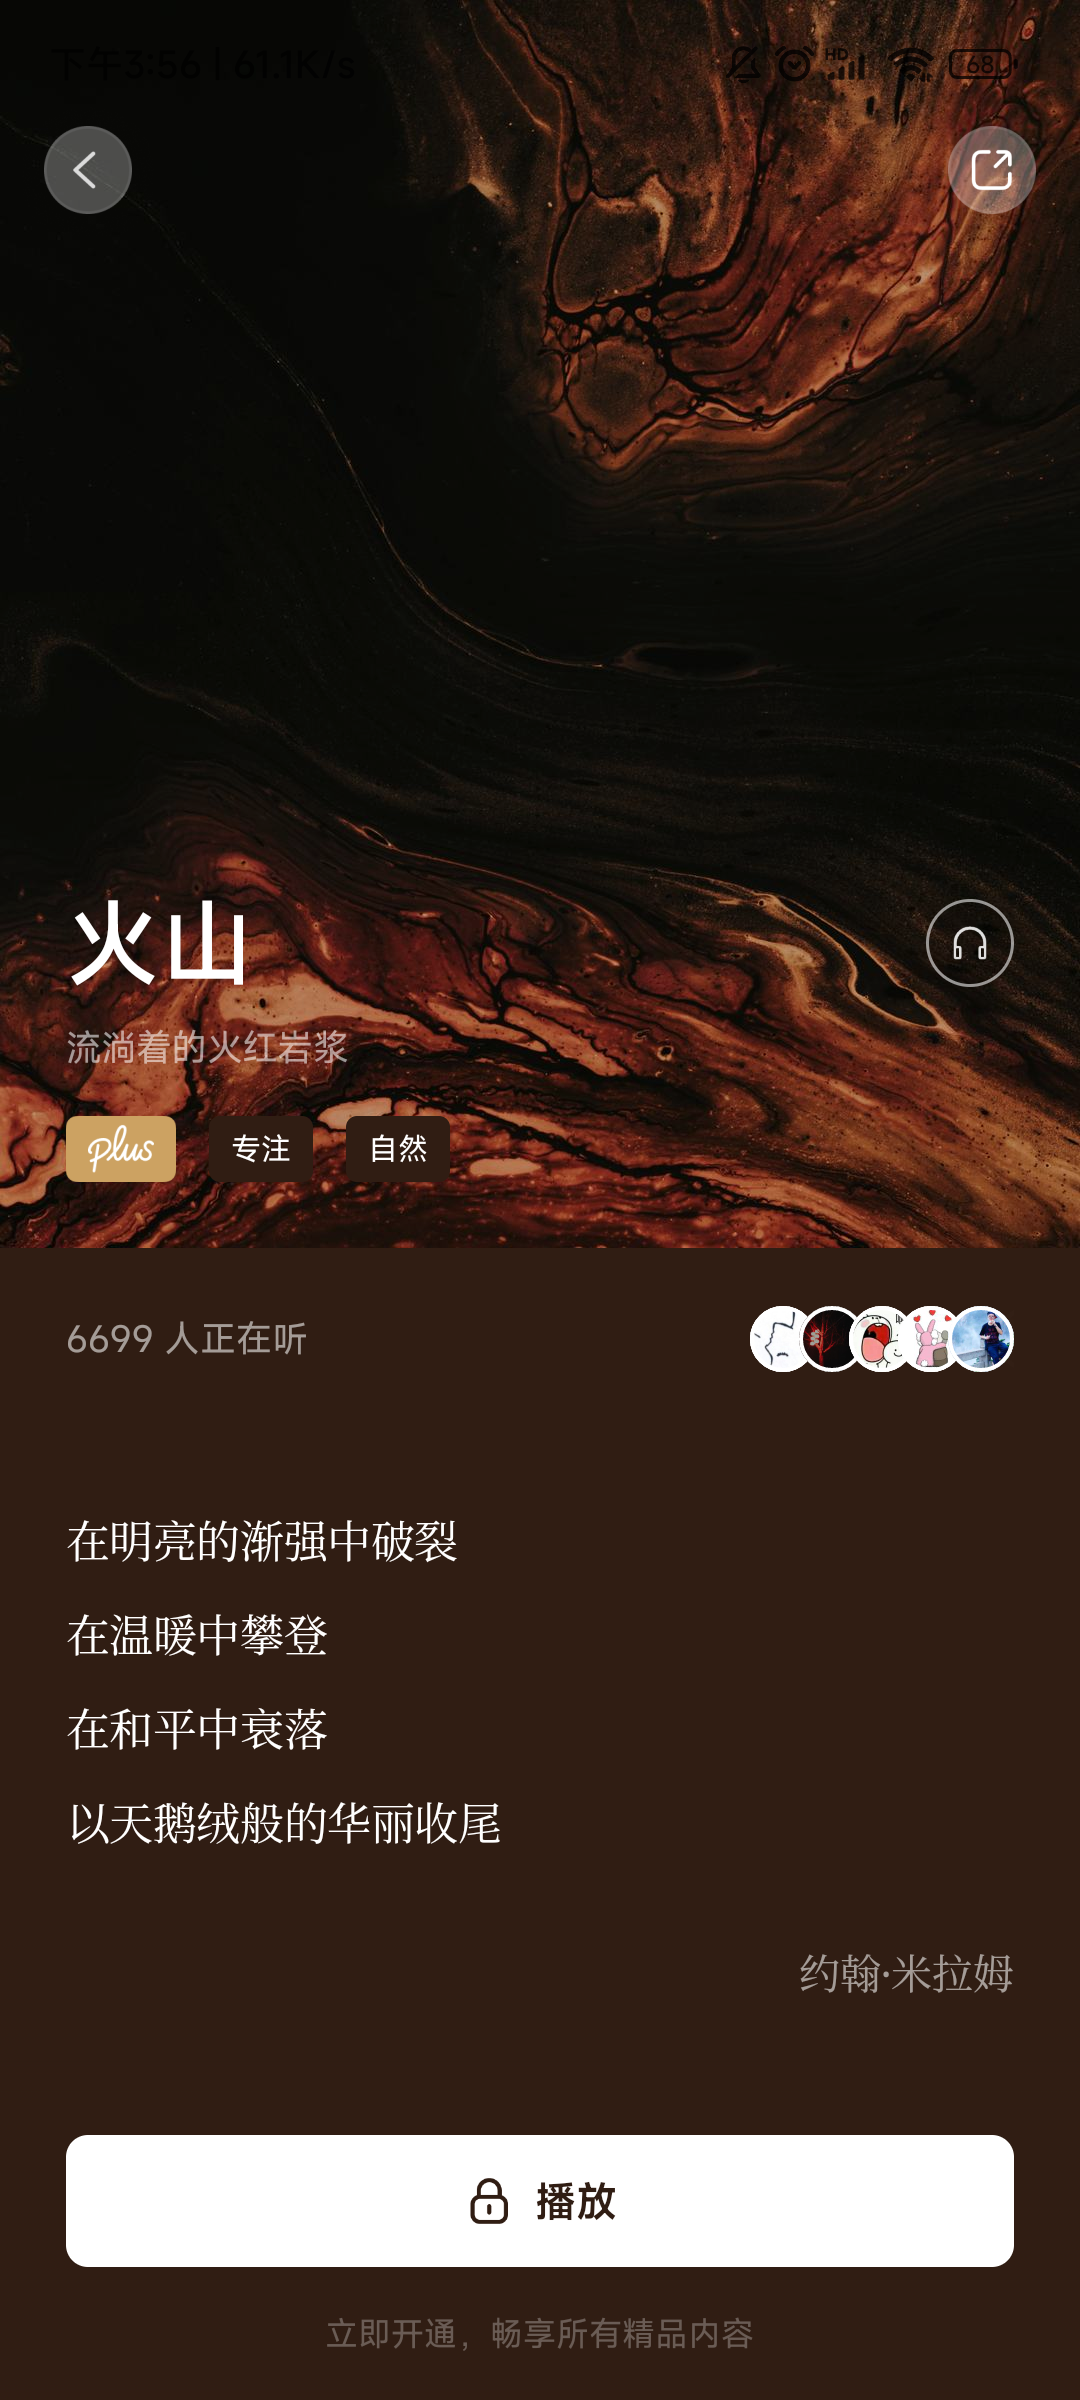 下午3:56 | 61.1K/s
HD
68
火山
流淌着的火红岩浆
plus 专注 自然
6699 人正在听
在明亮的渐强中破裂
在温暖中攀登
在和平中衰落
以天鹅绒般的华丽收尾
约翰·米拉姆
播放
立即开通，畅享所有精品内容